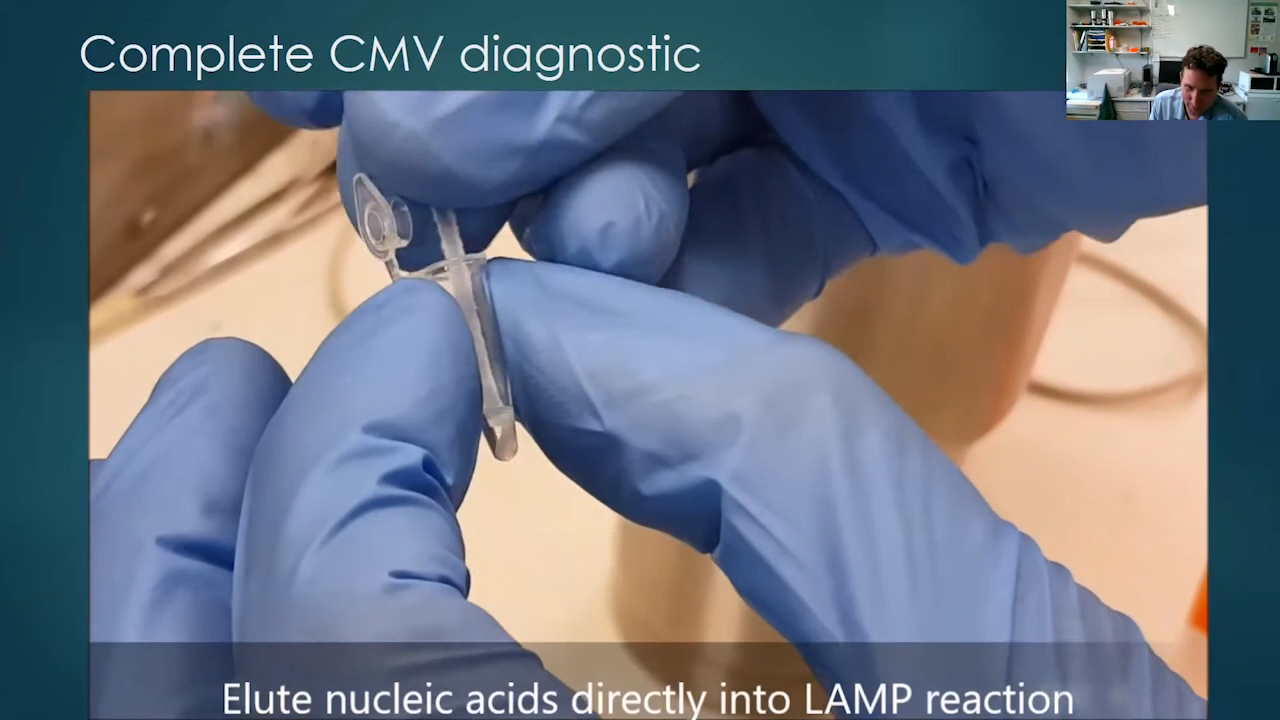 Complete CMV diagnostic
Elute nucleic acids directly into LAMP reaction